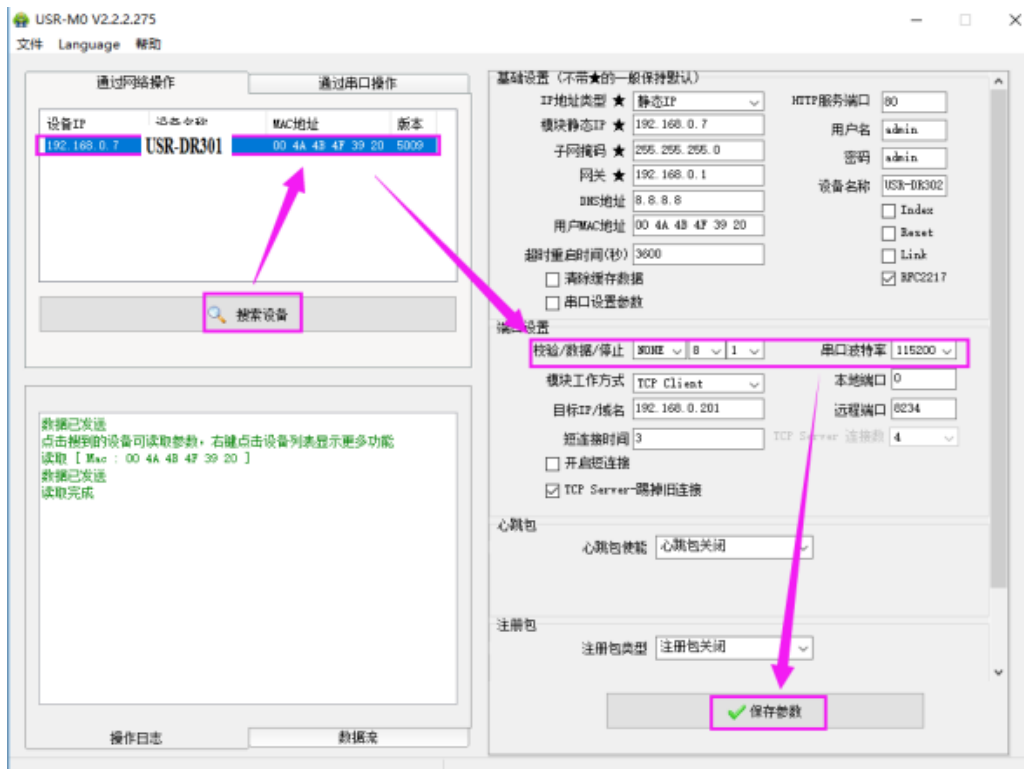 USR-M0 V2.2.2.275
文件 Language 帮助
通过网络操作 通过串口操作
设备IP 设备名称 MAC地址 版本
192.168.0.7 USR-DR301 00 4A 4B 4F 39 20 5009
搜索设备
数据已发送
点击搜到的设备可读取参数，右键点击设备列表显示更多功能
读取 [ Mac : 00 4A 4B 4F 39 20 ]
数据已发送
读取完成
操作日志 数据流
基础设置（不带★的一般保持默认）
IP地址类型 ★ 静态IP
模块静态IP ★ 192.168.0.7
子网掩码 ★ 255.255.255.0
网关 ★ 192.168.0.1
DNS地址 8.8.8.8
用户MAC地址 00 4A 4B 4F 39 20
超时重启时间(秒) 3600
清除缓存数据
串口设置参数
HTTP服务端口 80
用户名 admin
密码 admin
设备名称 USR-DR302
Index
Reset
Link
RFC2217
端口设置
校验/数据/停止 NONE 8 1 串口波特率 115200
模块工作方式 TCP Client 本地端口 0
目标IP/域名 192.168.0.201 远程端口 8234
短连接时间 3 TCP Server 连接数 4
开启短连接
TCP Server-踢掉旧连接
心跳包
心跳包使能 心跳包关闭
注册包
注册包类型 注册包关闭
保存参数